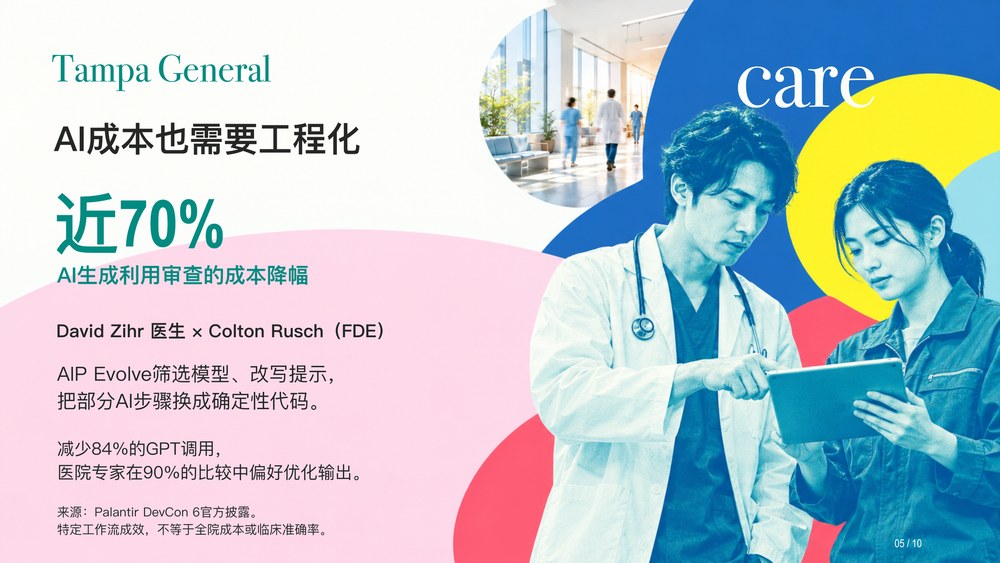 Tampa General
care
AI成本也需要工程化
近70%
AI生成利用审查的成本降幅
David Zihr 医生 × Colton Rusch（FDE）
AIP Evolve筛选模型、改写提示，
把部分AI步骤换成确定性代码。
减少84%的GPT调用，
医院专家在90%的比较中偏好优化输出。
来源：Palantir DevCon 6官方披露。
特定工作流成效，不等于全院成本或临床准确率。
05 / 10